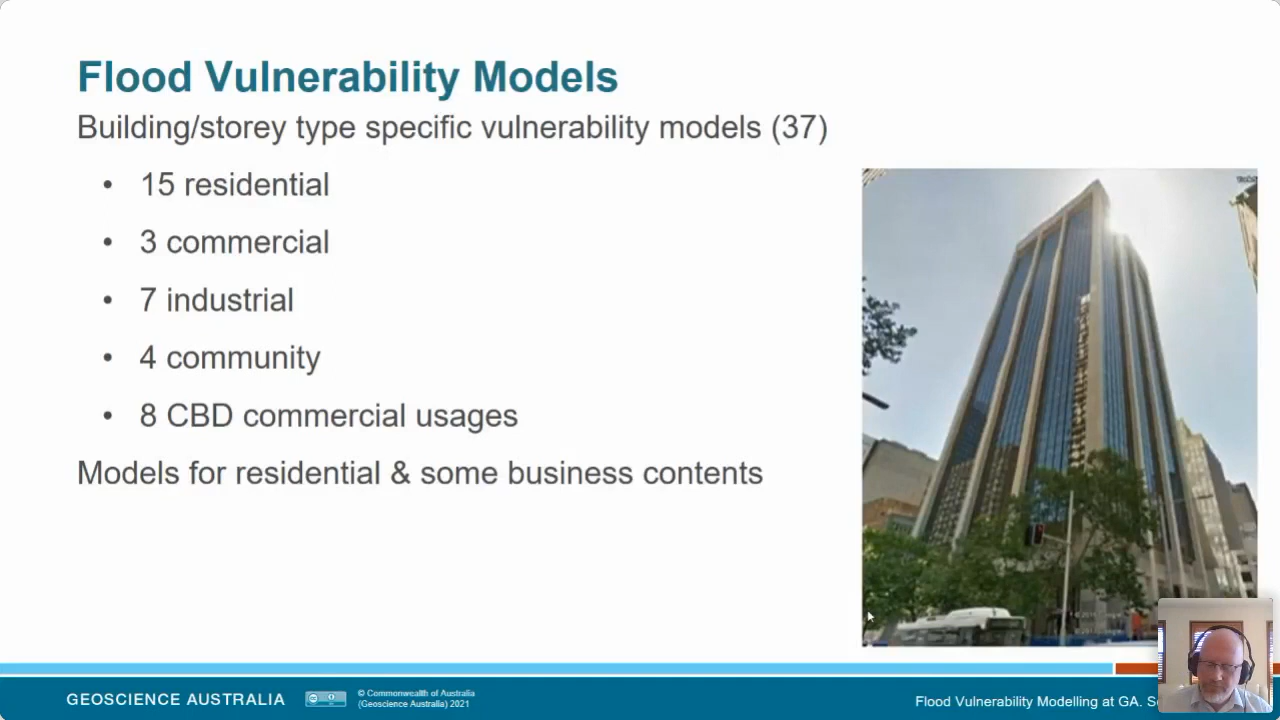 Flood Vulnerability Models
Building/storey type specific vulnerability models (37)
• 15 residential
• 3 commercial
• 7 industrial
• 4 community
• 8 CBD commercial usages
Models for residential & some business contents
GEOSCIENCE AUSTRALIA
© Commonwealth of Australia
(Geoscience Australia) 2021
Flood Vulnerability Modelling at GA.